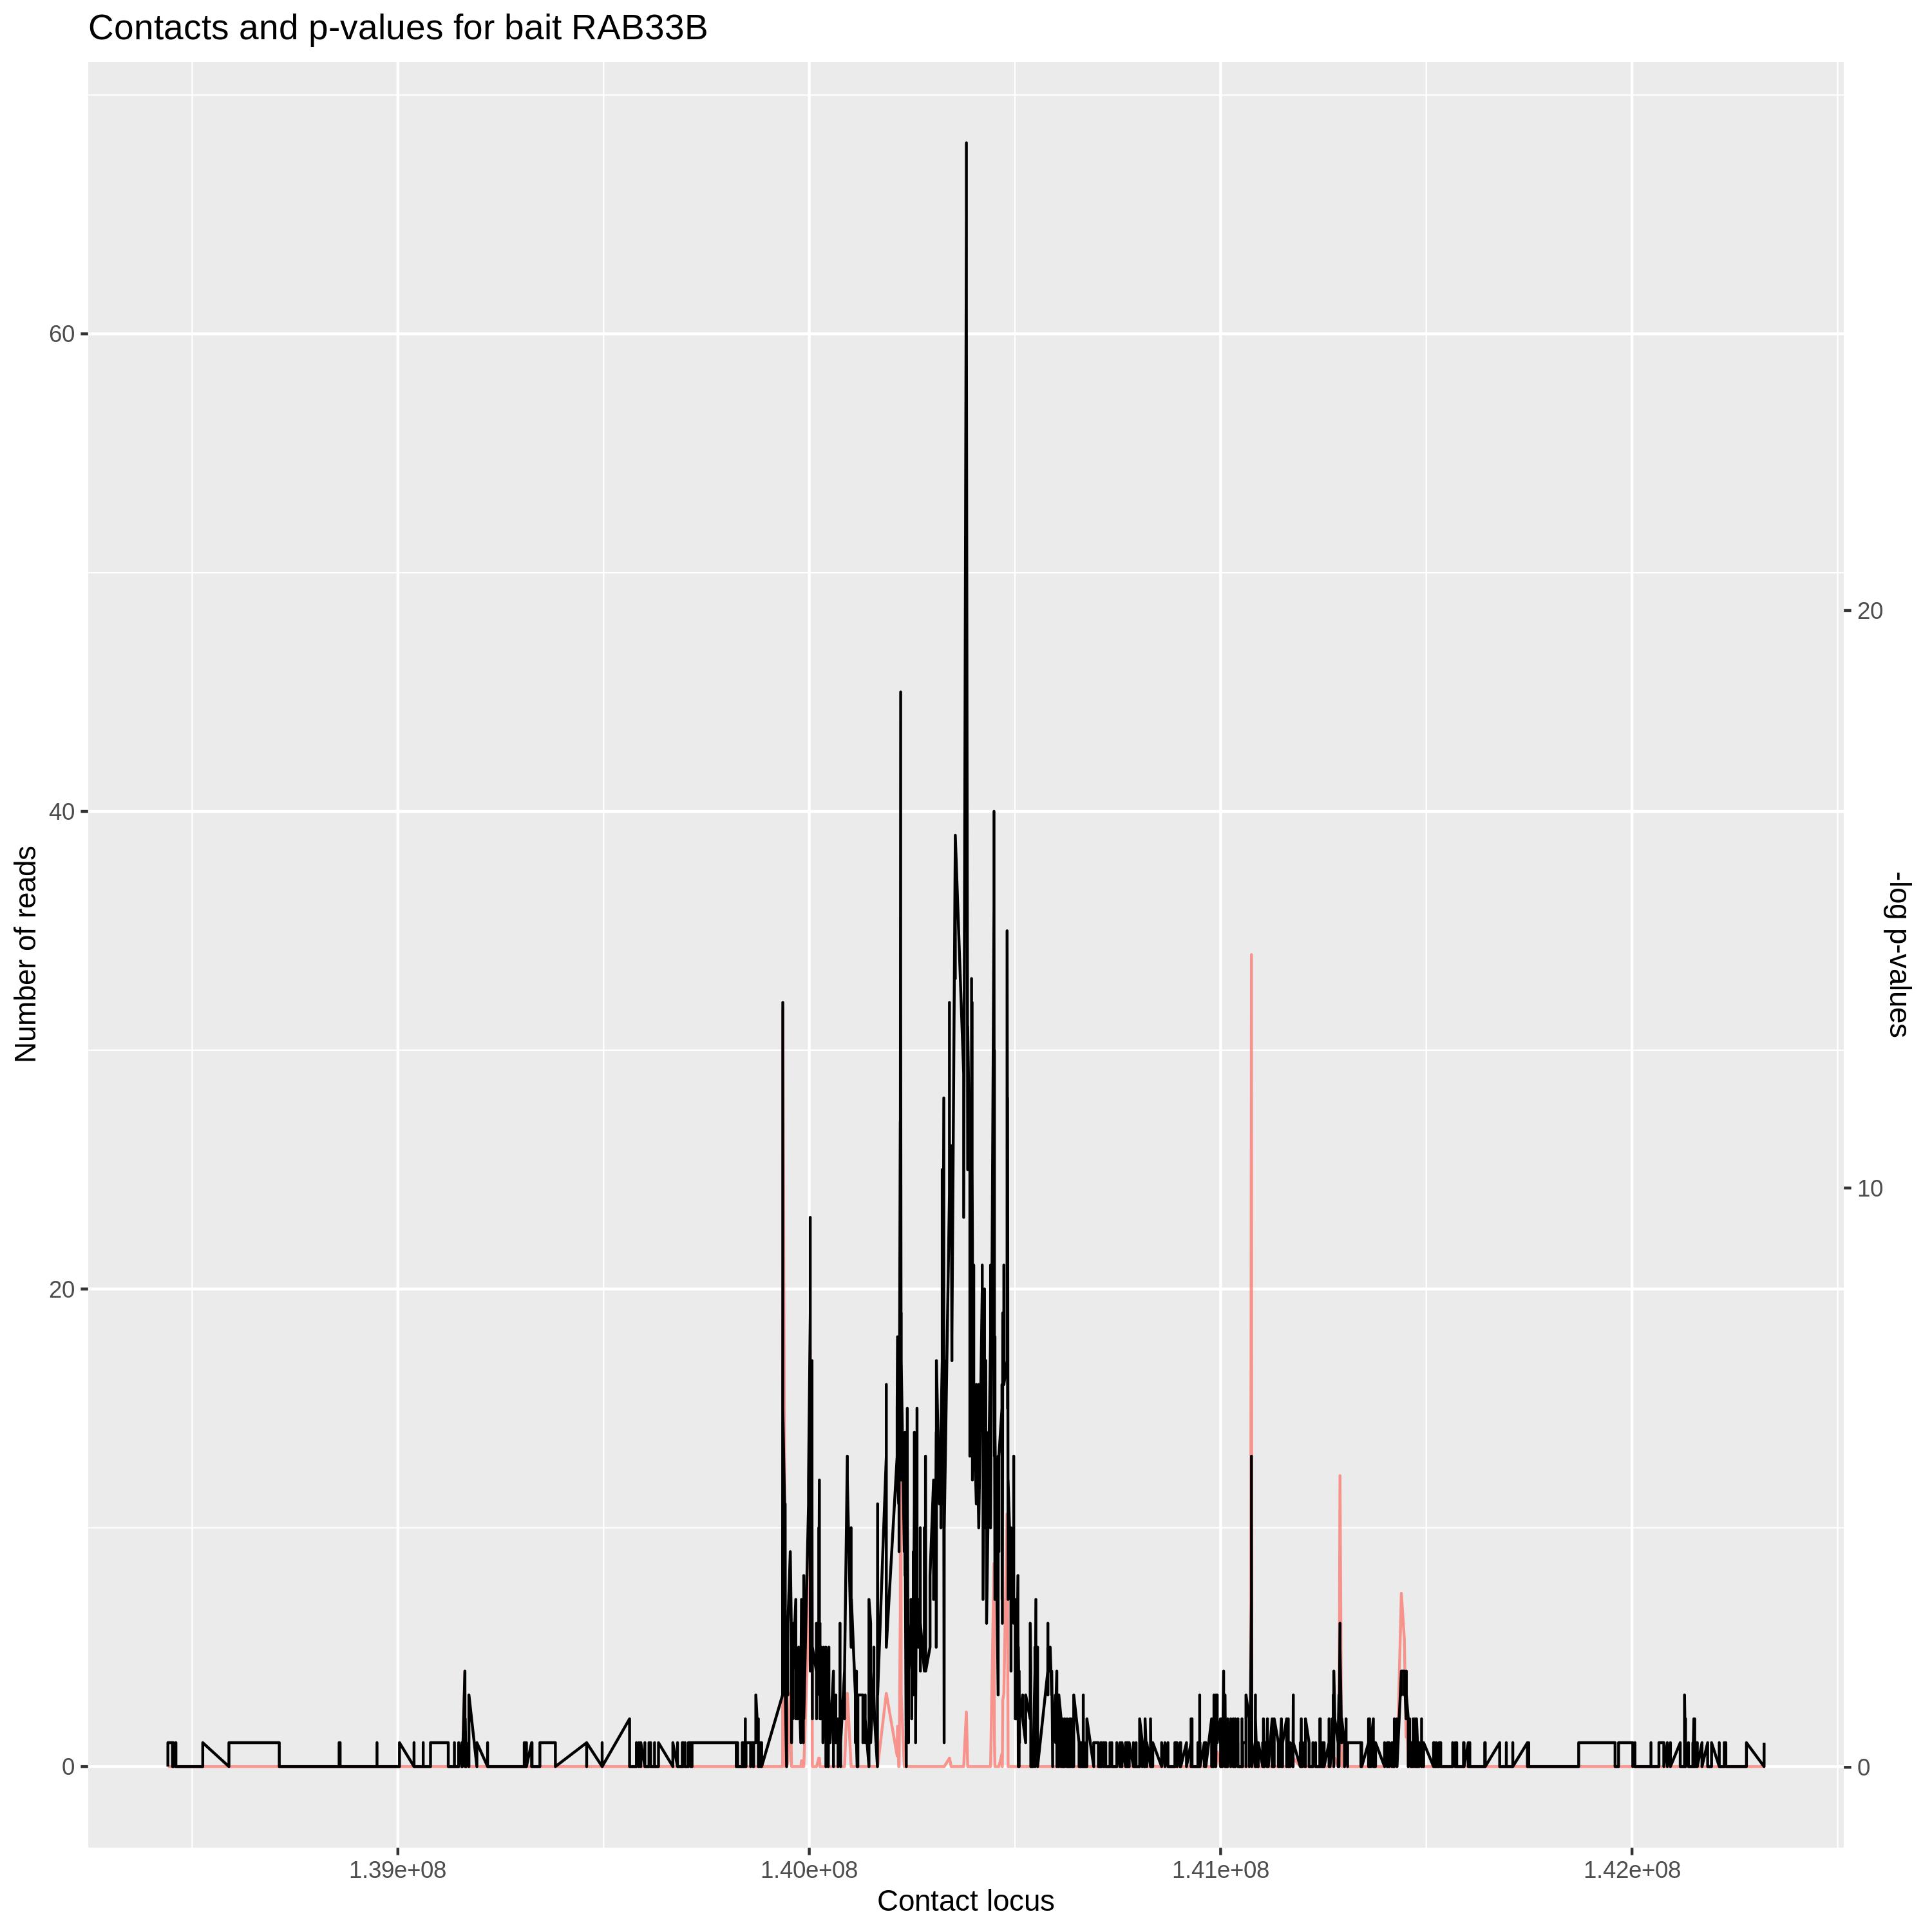 Contacts and p-values for bait RAB33B
Number of reads
60
40
20
0
-log p-values
20
10
0
1.39e+08
1.40e+08
1.41e+08
1.42e+08
Contact locus